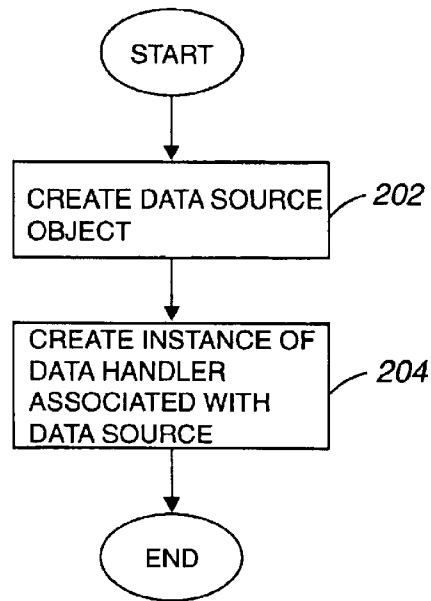 START
CREATE DATA SOURCE
OBJECT
202
CREATE INSTANCE OF
DATA HANDLER
ASSOCIATED WITH
DATA SOURCE
204
END